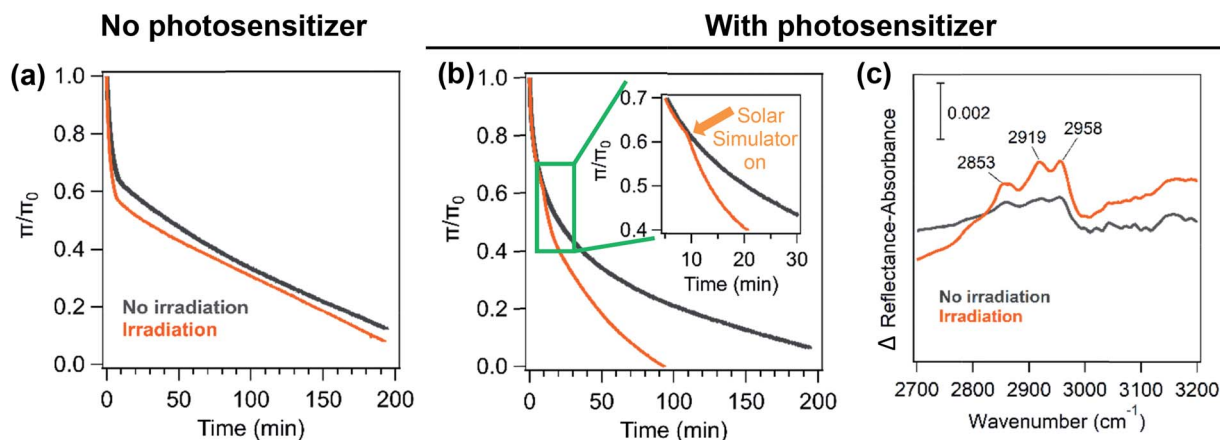 No photosensitizer
With photosensitizer
(a)
1.0
0.8
0.6
0.4
0.2
0.0
π/π0
No irradiation
Irradiation
0
50
100
150
200
Time (min)
(b)
1.0
0.8
0.6
0.4
0.2
0.0
π/π0
0
50
100
150
200
Time (min)
0.7
0.6
0.5
0.4
π/π0
Solar
Simulator
on
10
20
30
Time (min)
(c)
Δ Reflectance-Absorbance
0.002
2853
2919
2958
No irradiation
Irradiation
2700
2800
2900
3000
3100
3200
Wavenumber (cm⁻¹)